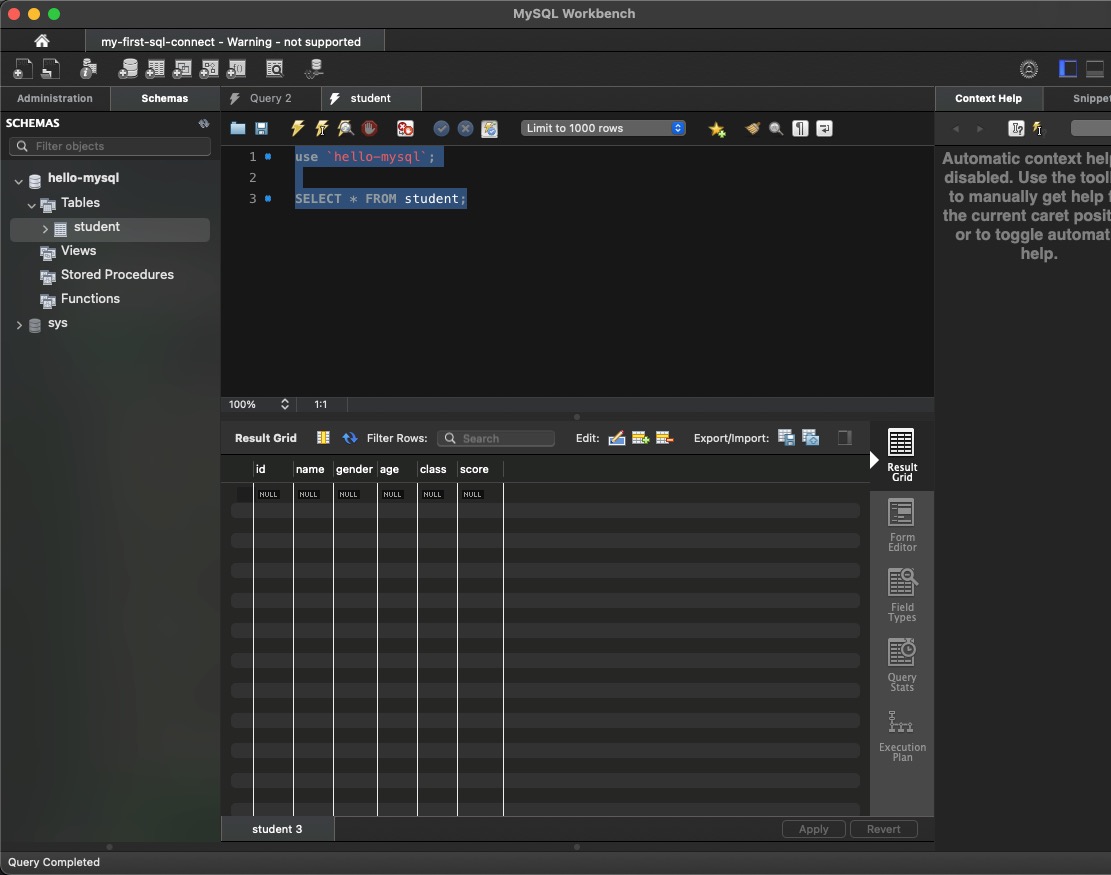 MySQL Workbench
my-first-sql-connect - Warning - not supported
Administration
Schemas
Query 2
student
Context Help
Snippet
SCHEMAS
Filter objects
hello-mysql
Tables
student
Views
Stored Procedures
Functions
sys
Limit to 1000 rows
1 use `hello-mysql`;
2
3 SELECT * FROM student;
Automatic context help
disabled. Use the tool
to manually get help f
the current caret posit
or to toggle automat
help.
100% 1:1
Result Grid Filter Rows: Search Edit: Export/Import:
id name gender age class score
NULL NULL NULL NULL NULL NULL
Result
Grid
Form
Editor
Field
Types
Query
Stats
Execution
Plan
student 3
Apply
Revert
Query Completed